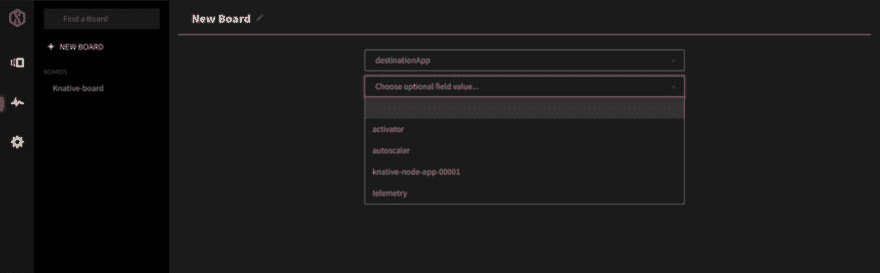 Find a Board
+ NEW BOARD
BOARDS
Knative-board
New Board
destinationApp
Choose optional field value...
activator
autoscaler
knative-node-app-00001
telemetry